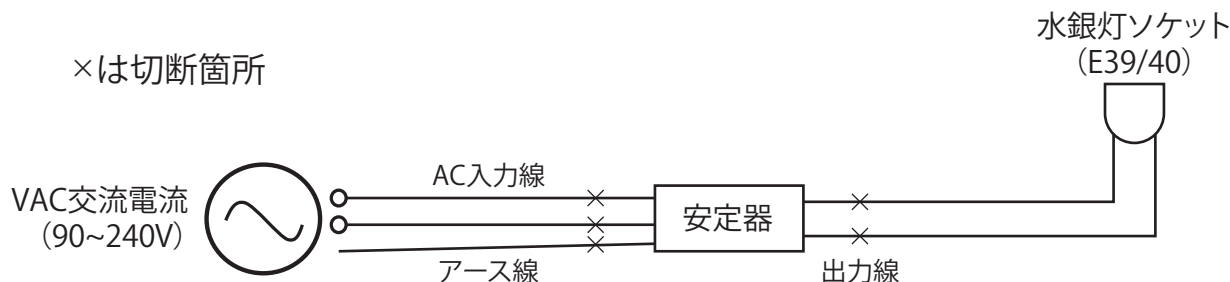 水銀灯ソケット
(E39/40)
×は切断箇所
AC入力線
VAC交流電流
(90~240V)
安定器
アース線
出力線